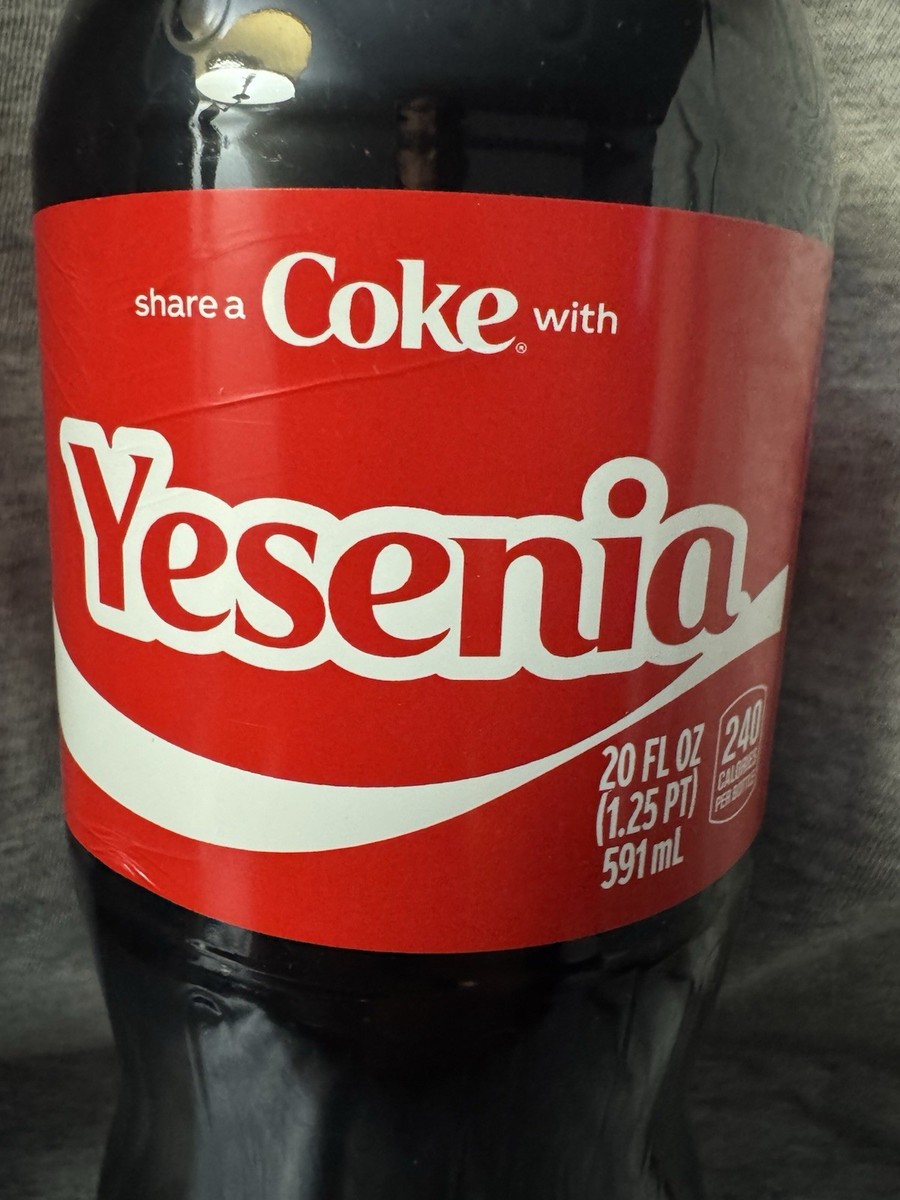 share a Coke® with
Yesenia
20 FL OZ
(1.25 PT)
591 mL
240
CALORIES
PER BOTTLE